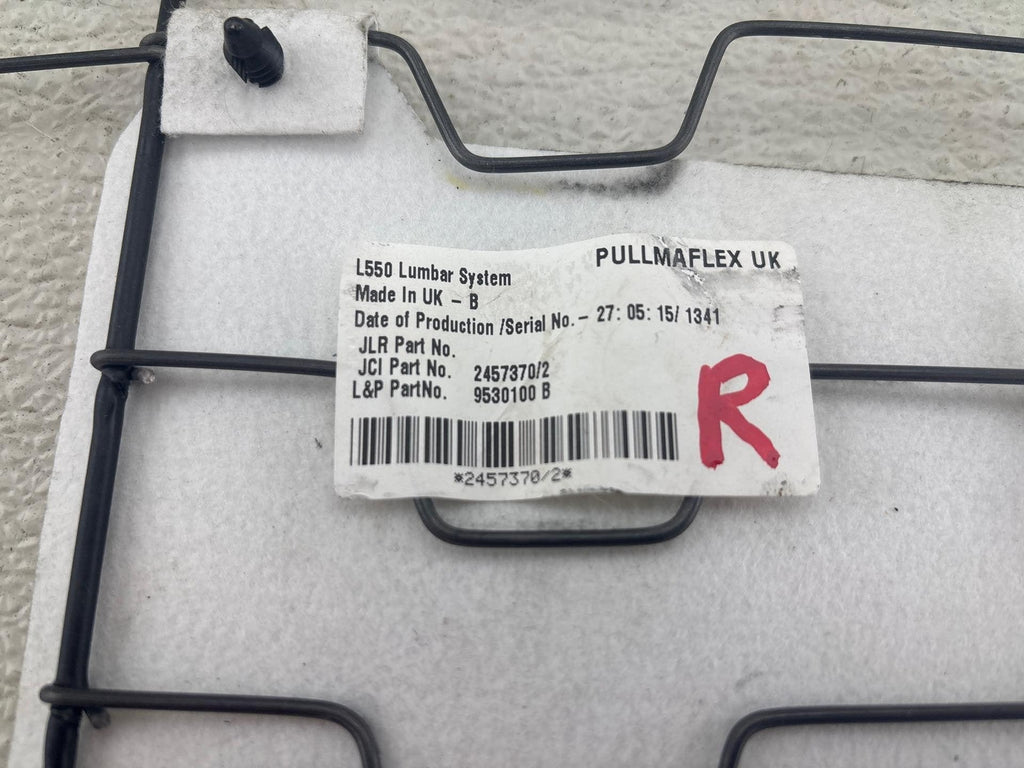 PULLMAFLEX UK
L550 Lumbar System
Made In UK - B
Date of Production /Serial No.- 27: 05: 15/ 1341
JLR Part No.
JCI Part No. 2457370/2
L&P PartNo. 9530100 B
R
*2457370/2*